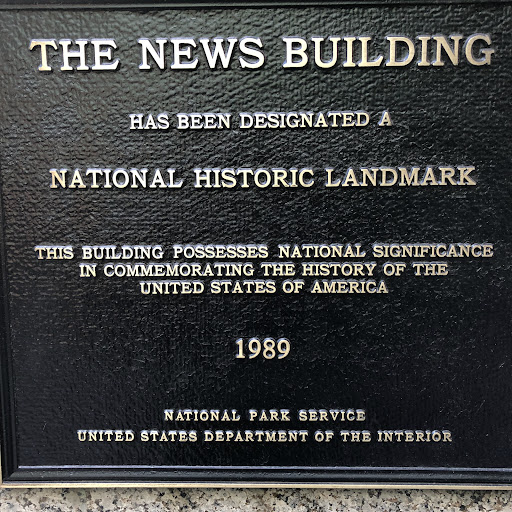 THE NEWS BUILDING
HAS BEEN DESIGNATED A
NATIONAL HISTORIC LANDMARK
THIS BUILDING POSSESSES NATIONAL SIGNIFICANCE
IN COMMEMORATING THE HISTORY OF THE
UNITED STATES OF AMERICA
1989
NATIONAL PARK SERVICE
UNITED STATES DEPARTMENT OF THE INTERIOR